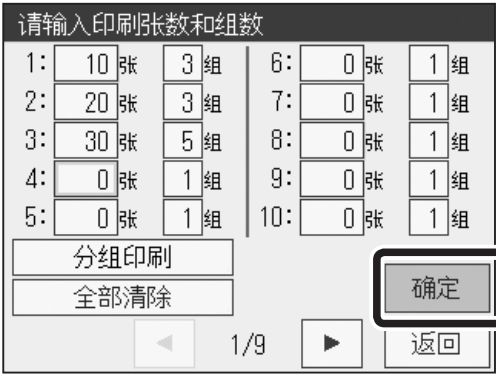 请输入印刷张数和组数
1: 10 张 3 组 6: 0 张 1 组
2: 20 张 3 组 7: 0 张 1 组
3: 30 张 5 组 8: 0 张 1 组
4: 0 张 1 组 9: 0 张 1 组
5: 0 张 1 组 10: 0 张 1 组
分组印刷
全部清除 确定
1/9 返回